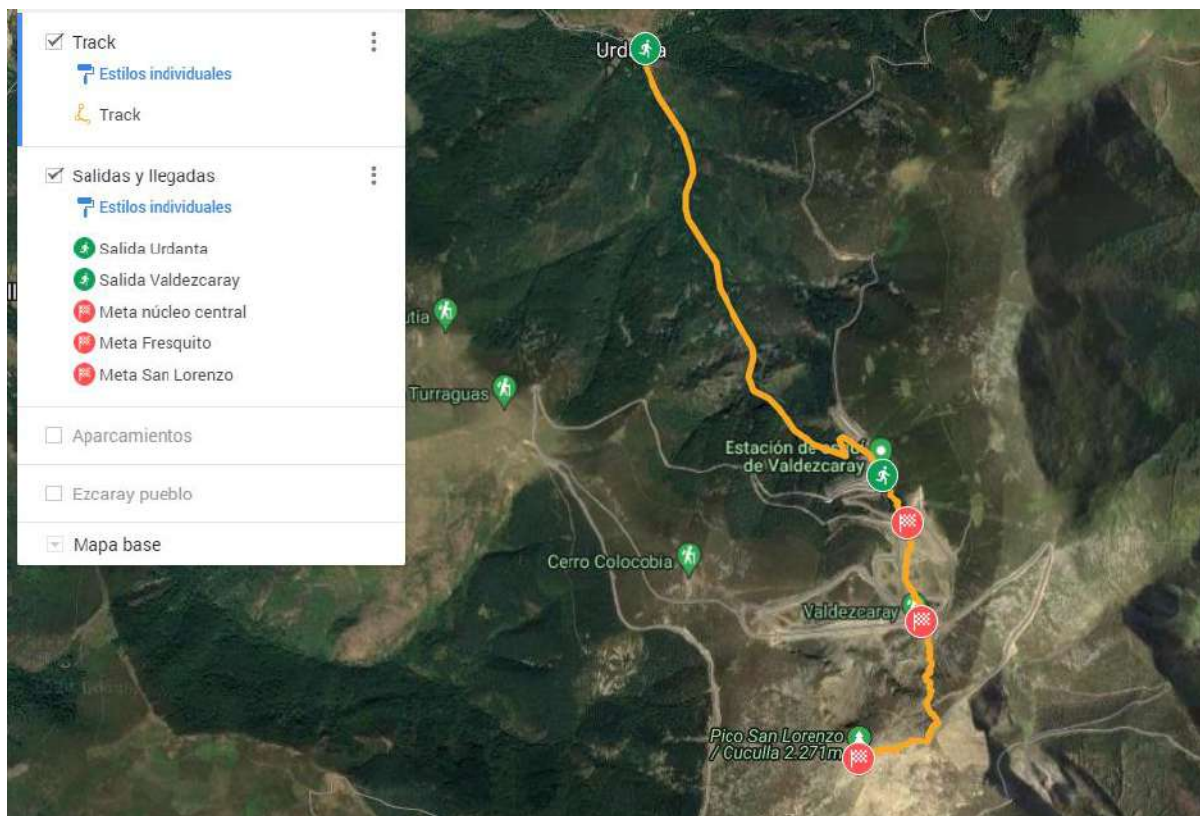 Track
Estilos individuales
Track
Salidas y llegadas
Estilos individuales
Salida Urdanta
Salida Valdezcaray
Meta núcleo central
Meta Fresquito
Meta San Lorenzo
Aparcamientos
Ezcaray pueblo
Mapa base
Turraguas
Estación de
de Valdezcaray
Cerro Colocobia
Valdezcaray
Pico San Lorenzo
/ Cuculla 2.271m